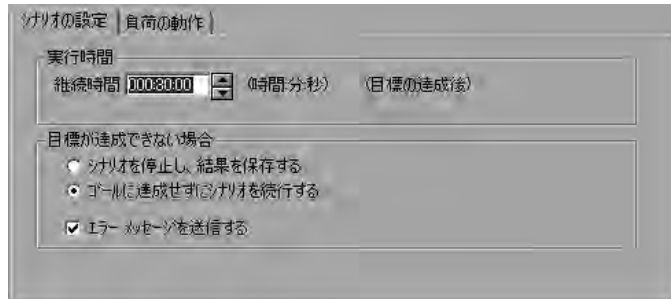 シナリオの設定 負荷の動作
実行時間
継続時間 000:30:00 (時間:分:秒) (目標の達成後)
目標が達成できない場合
シナリオを停止し、結果を保存する
ゴールに達成せずにシナリオを続行する
エラー メッセージを送信する